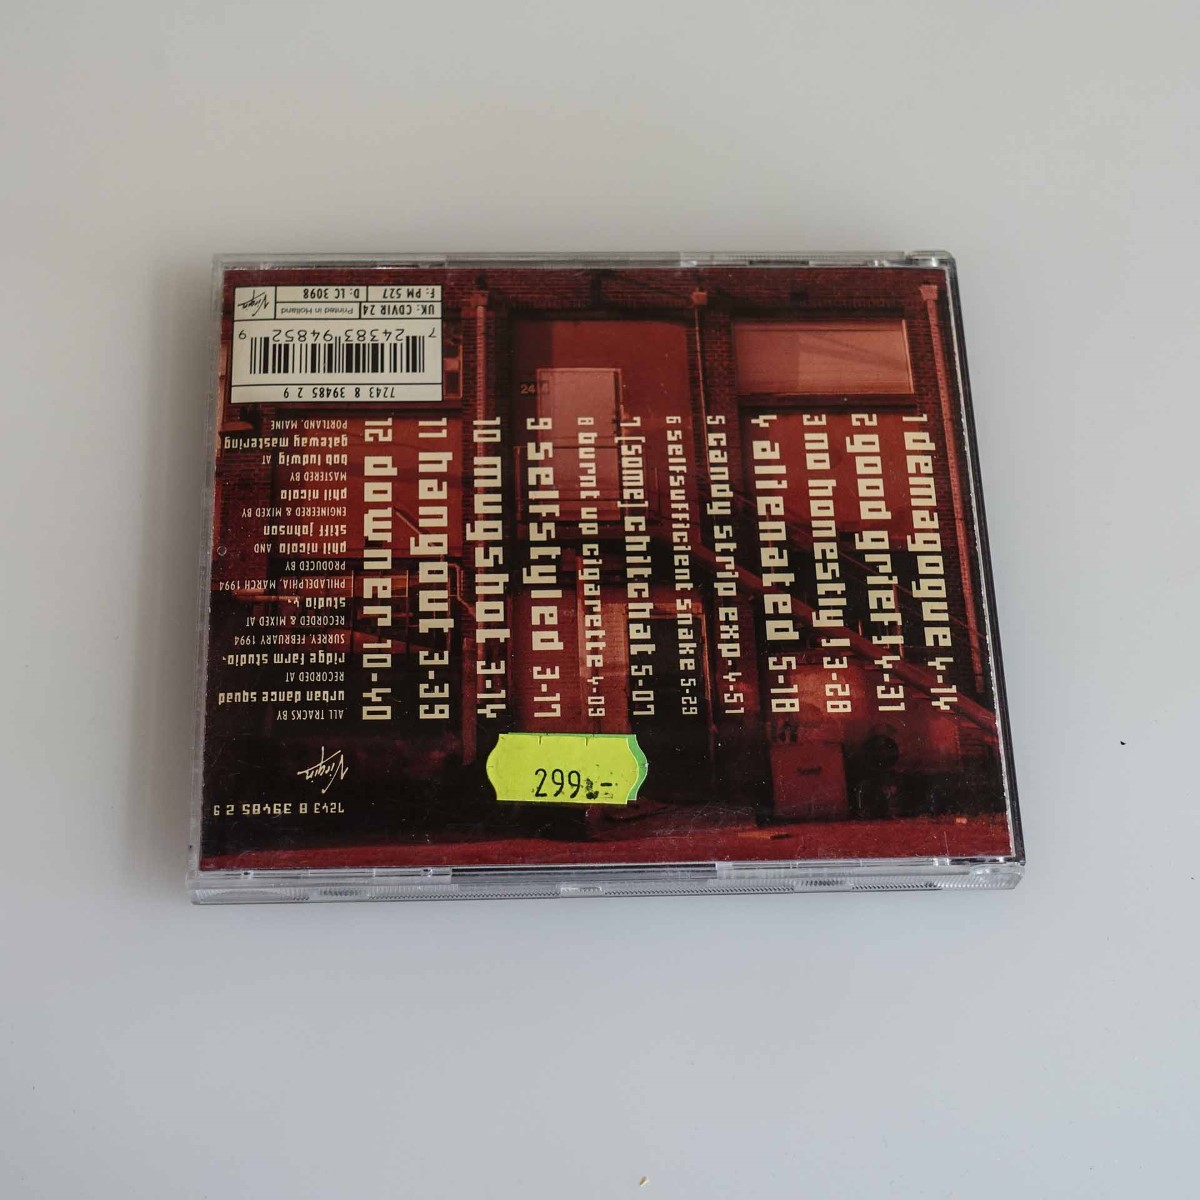 1 demagogue 4-14
2 good grief 4-31
3 no honestly ! 3-28
4 alienated 5-18
5 candy strip exp. 4-51
6 selfsufficient snake 5-29
7 [some] chitchat 5-07
8 burnt up cigarette 4-09
9 selfstyled 3-17
10 mugshot 3-14
11 hangout 3-39
12 downer 10-40
ALL TRACKS BY
urban dance squad
RECORDED AT
ridge farm studio,
SURREY, FEBRUARY 1994
RECORDED & MIXED AT
studio 4,
PHILADELPHIA, MARCH 1994
PRODUCED BY
phil nicolo AND
stiff johnson
ENGINEERED & MIXED BY
phil nicolo
MASTERED BY
bob ludwig AT
gateway mastering
PORTLAND, MAINE
7243 8 39485 2 9
7 24383 94852 9
UK: CDVIR 24
Printed in Holland
Virgin
F: PM 527
D: LC 3098
Virgin
7243 8 39485 2 9
299.-